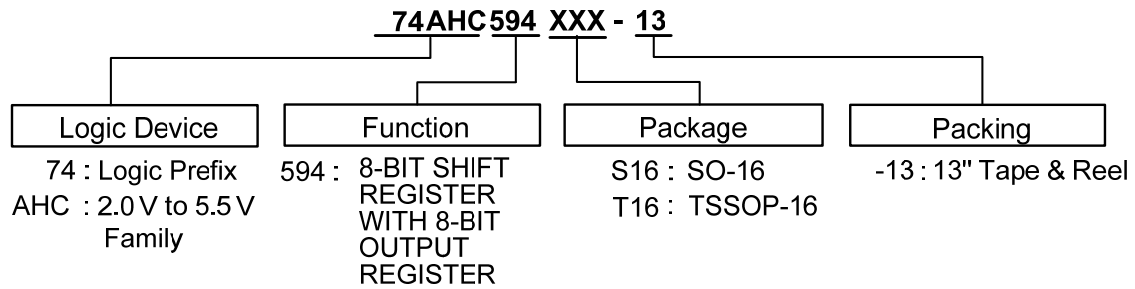 74AHC594 XXX - 13
Logic Device
74 : Logic Prefix
AHC : 2.0 V to 5.5 V
Family
Function
594 : 8-BIT SHIFT
REGISTER
WITH 8-BIT
OUTPUT
REGISTER
Package
S16 : SO-16
T16 : TSSOP-16
Packing
-13 : 13" Tape & Reel